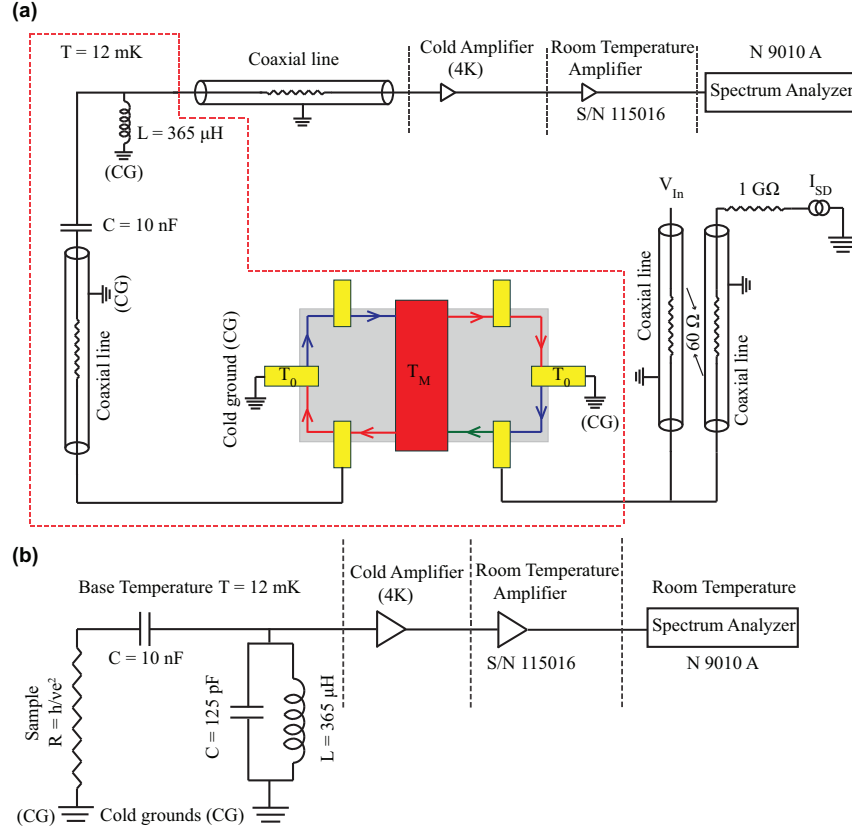 (a)
T = 12 mK
Coaxial line
Cold Amplifier
(4K)
Room Temperature
Amplifier
S/N 115016
N 9010 A
Spectrum Analyzer
L = 365 μH
(CG)
C = 10 nF
(CG)
Coaxial line
Cold ground (CG)
T₀
T_M
T₀
(CG)
V_In
1 GΩ
I_SD
Coaxial line
60 Ω
Coaxial line
(b)
Base Temperature T = 12 mK
Cold Amplifier
(4K)
Room Temperature
Amplifier
S/N 115016
Room Temperature
Spectrum Analyzer
N 9010 A
C = 10 nF
Sample
R = h/νe²
C = 125 pF
L = 365 μH
(CG)
Cold grounds (CG)